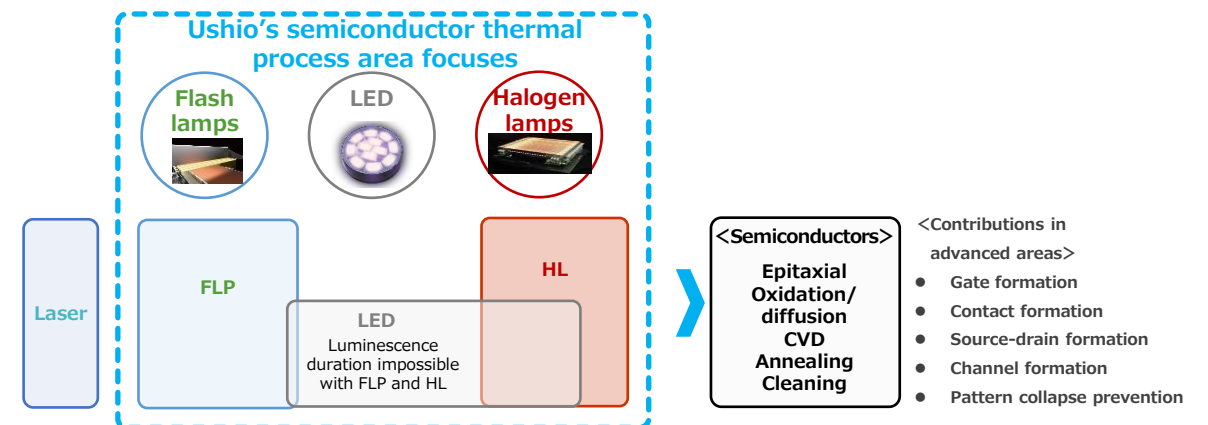 Ushio’s semiconductor thermal
process area focuses
Flash
lamps
LED
Halogen
lamps
Laser
FLP
LED
Luminescence
duration impossible
with FLP and HL
HL
<Semiconductors>
Epitaxial
Oxidation/
diffusion
CVD
Annealing
Cleaning
<Contributions in
advanced areas>
● Gate formation
● Contact formation
● Source-drain formation
● Channel formation
● Pattern collapse prevention